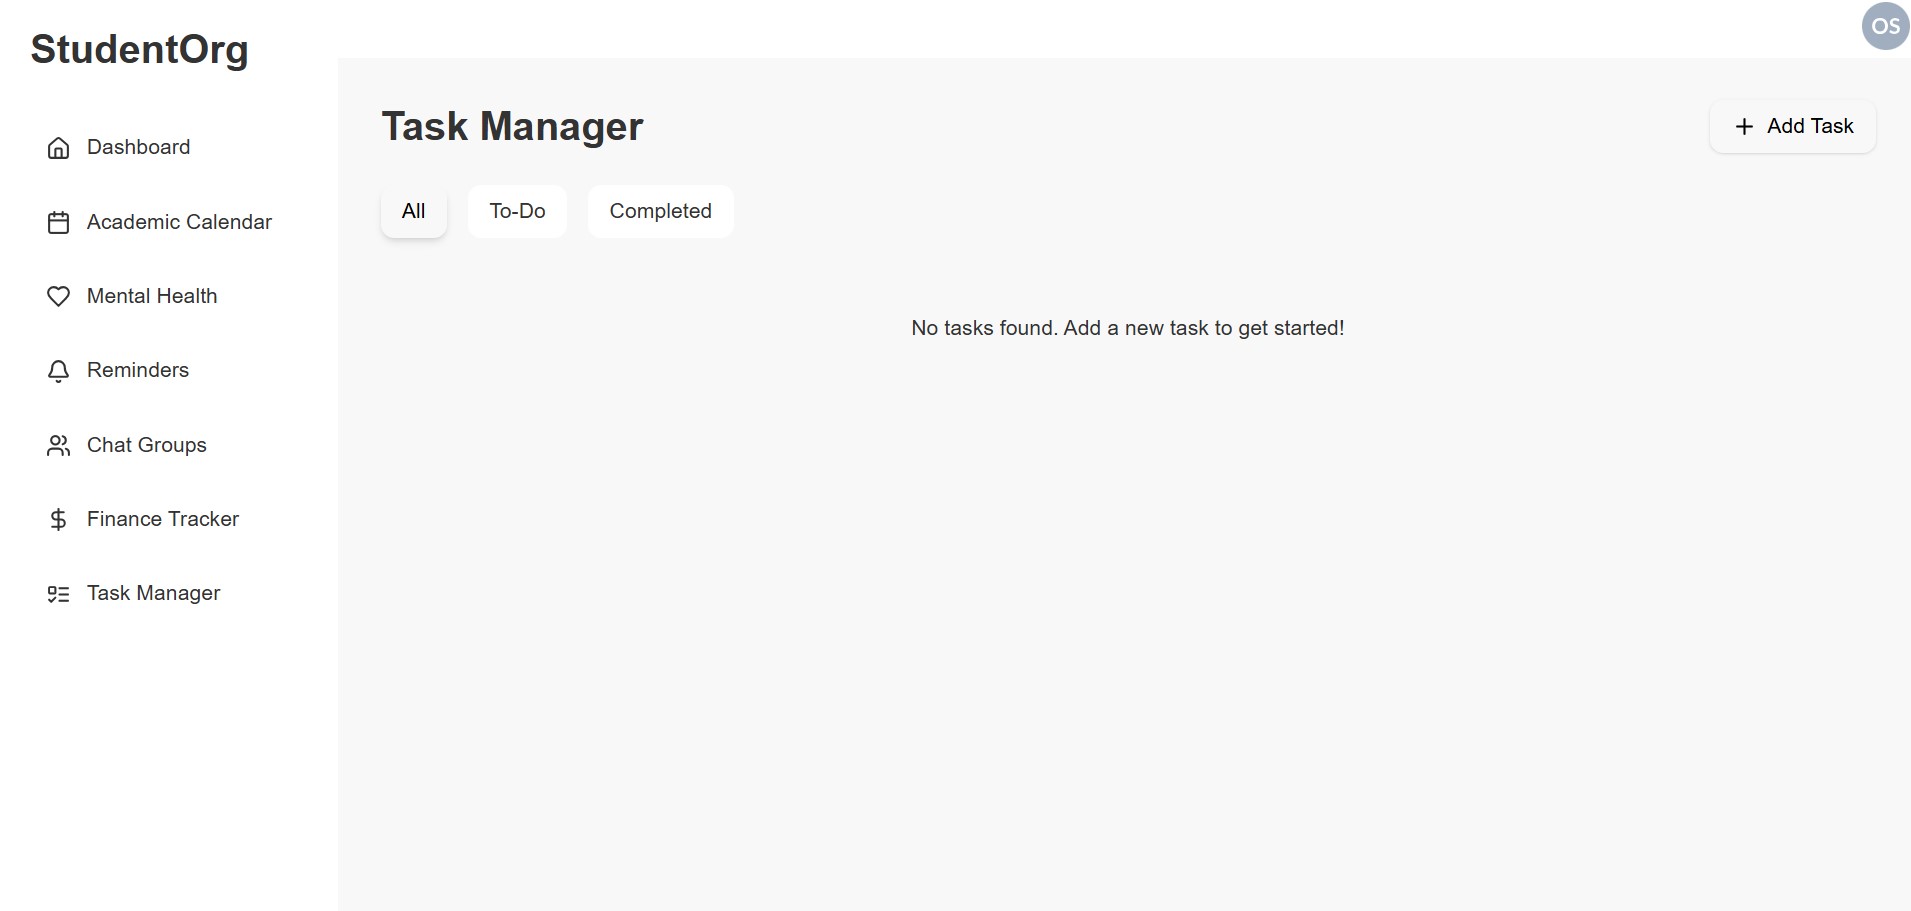 StudentOrg
OS
Dashboard
Academic Calendar
Mental Health
Reminders
Chat Groups
Finance Tracker
Task Manager
Task Manager
Add Task
All
To-Do
Completed
No tasks found. Add a new task to get started!